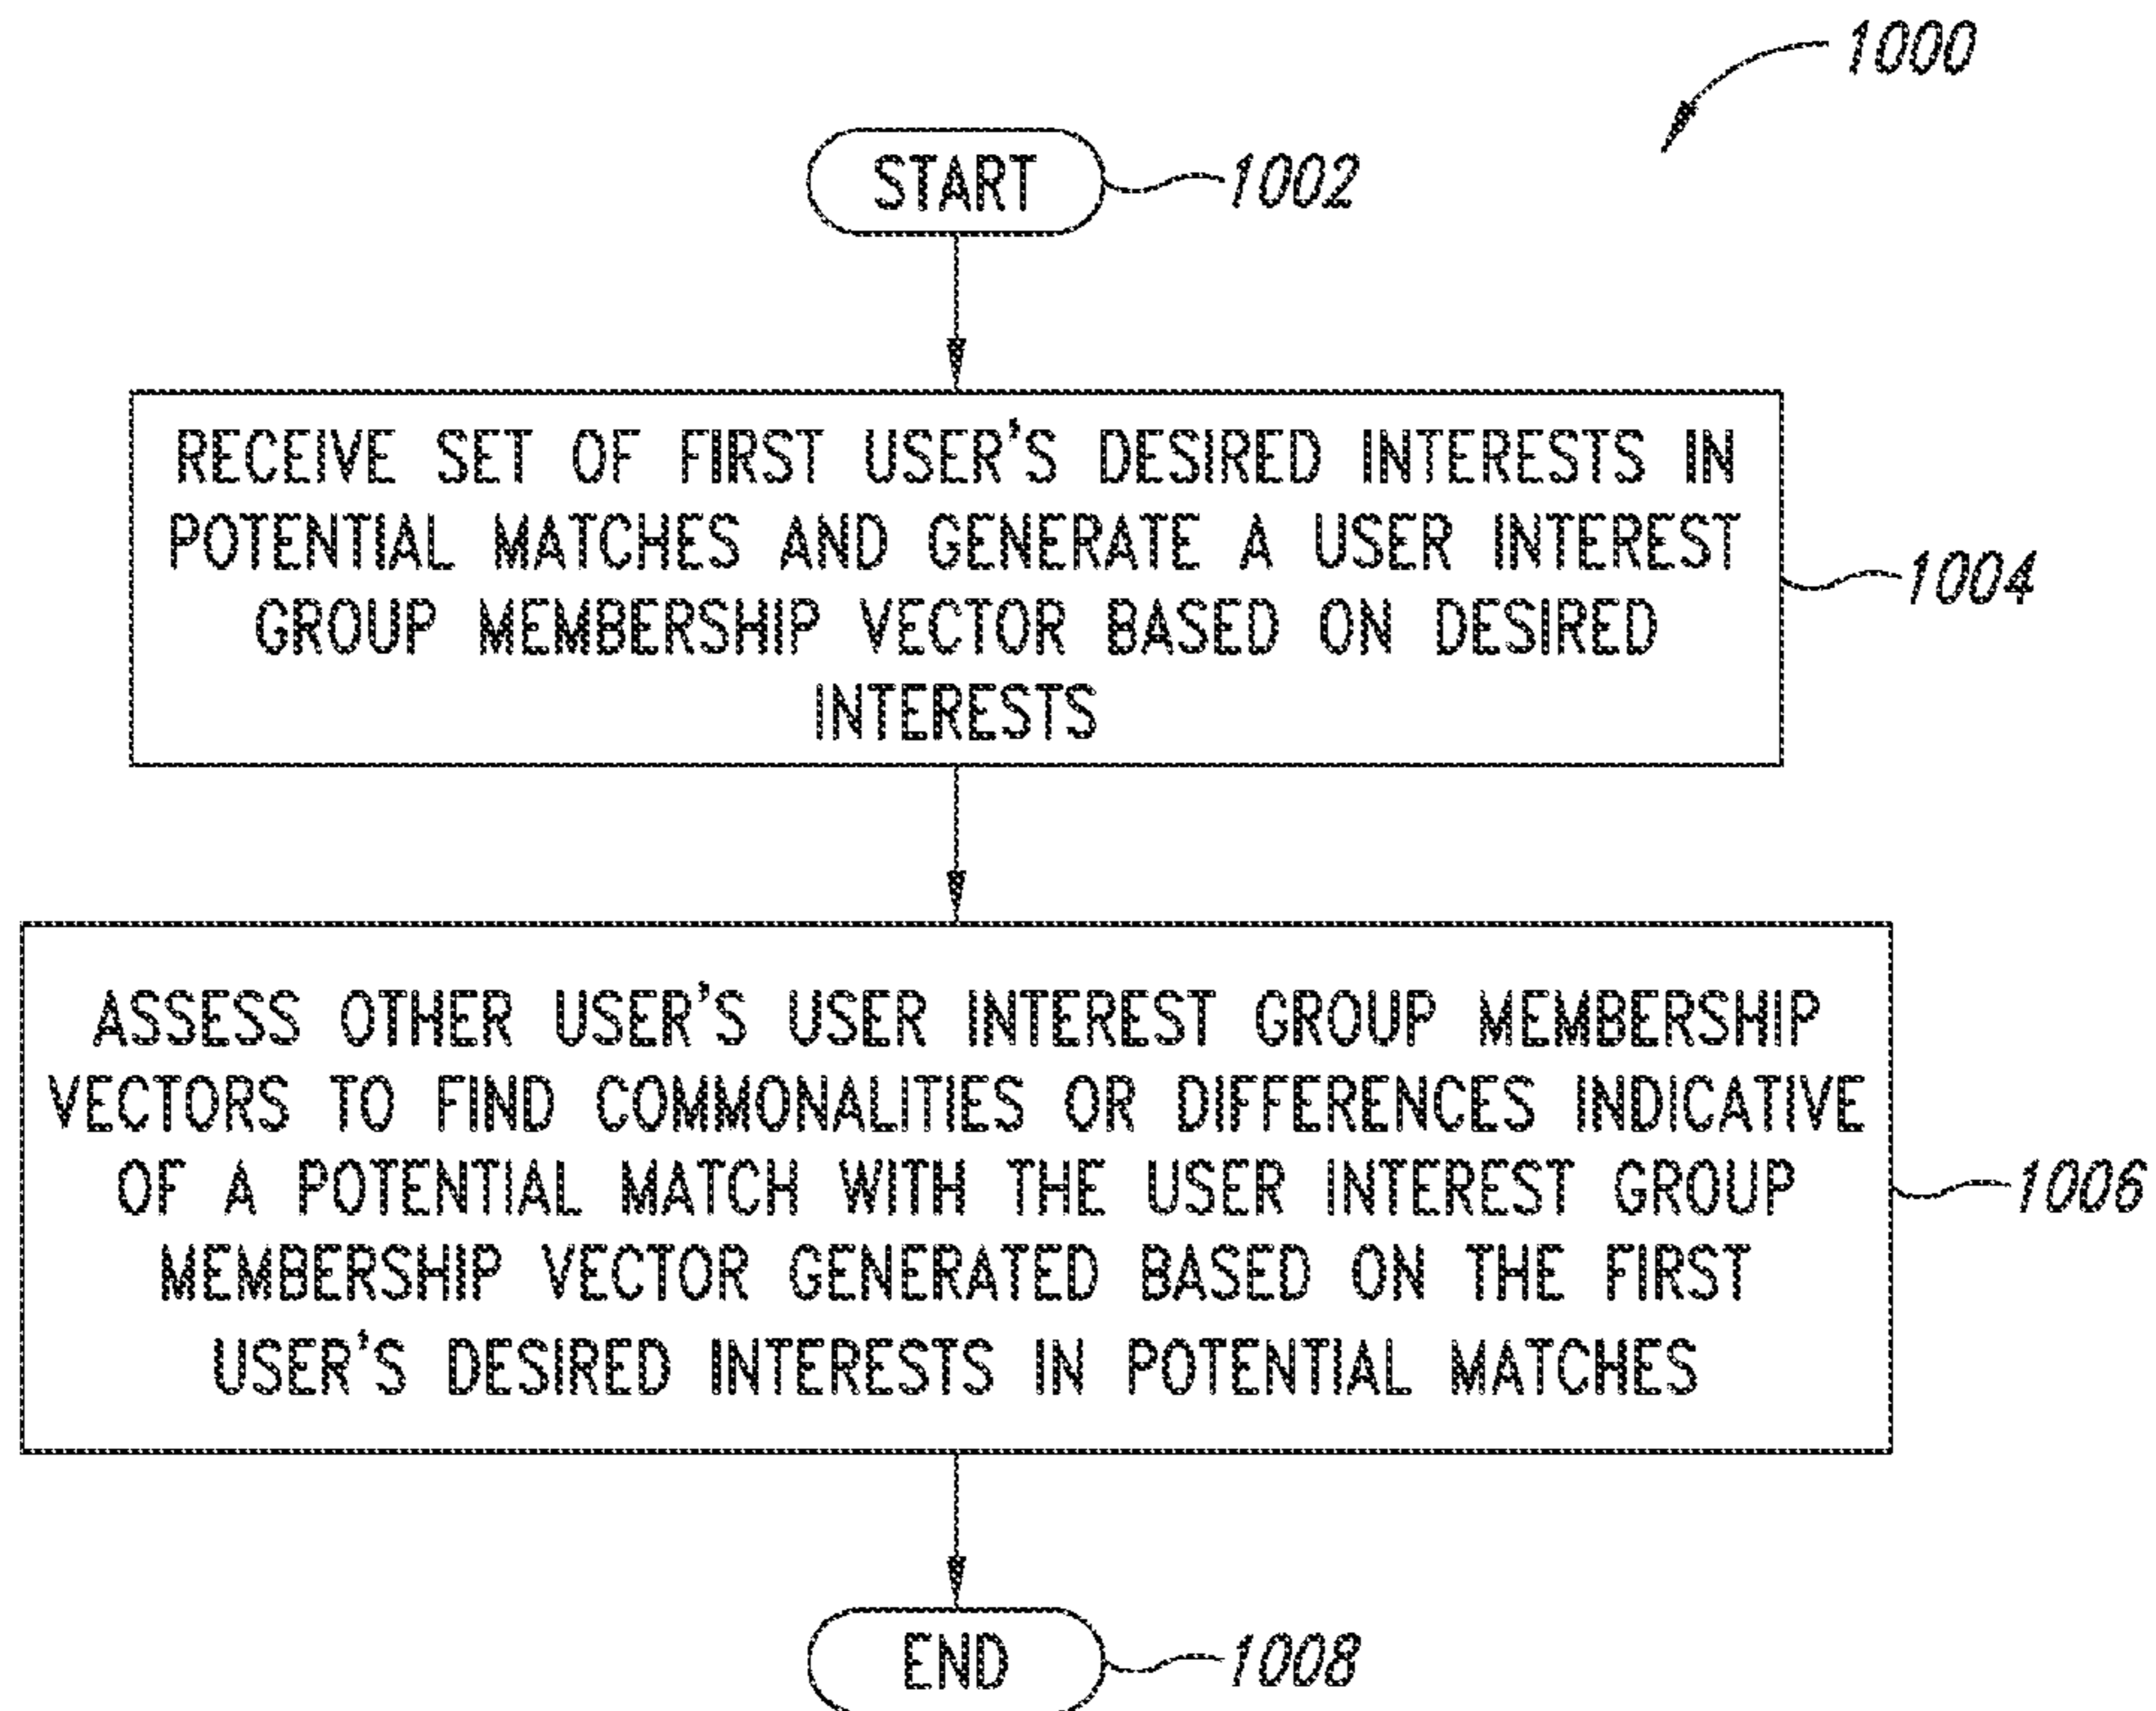 1000
START
1002
RECEIVE SET OF FIRST USER'S DESIRED INTERESTS IN
POTENTIAL MATCHES AND GENERATE A USER INTEREST
GROUP MEMBERSHIP VECTOR BASED ON DESIRED
INTERESTS
1004
ASSESS OTHER USER'S USER INTEREST GROUP MEMBERSHIP
VECTORS TO FIND COMMONALITIES OR DIFFERENCES INDICATIVE
OF A POTENTIAL MATCH WITH THE USER INTEREST GROUP
MEMBERSHIP VECTOR GENERATED BASED ON THE FIRST
USER'S DESIRED INTERESTS IN POTENTIAL MATCHES
1006
END
1008